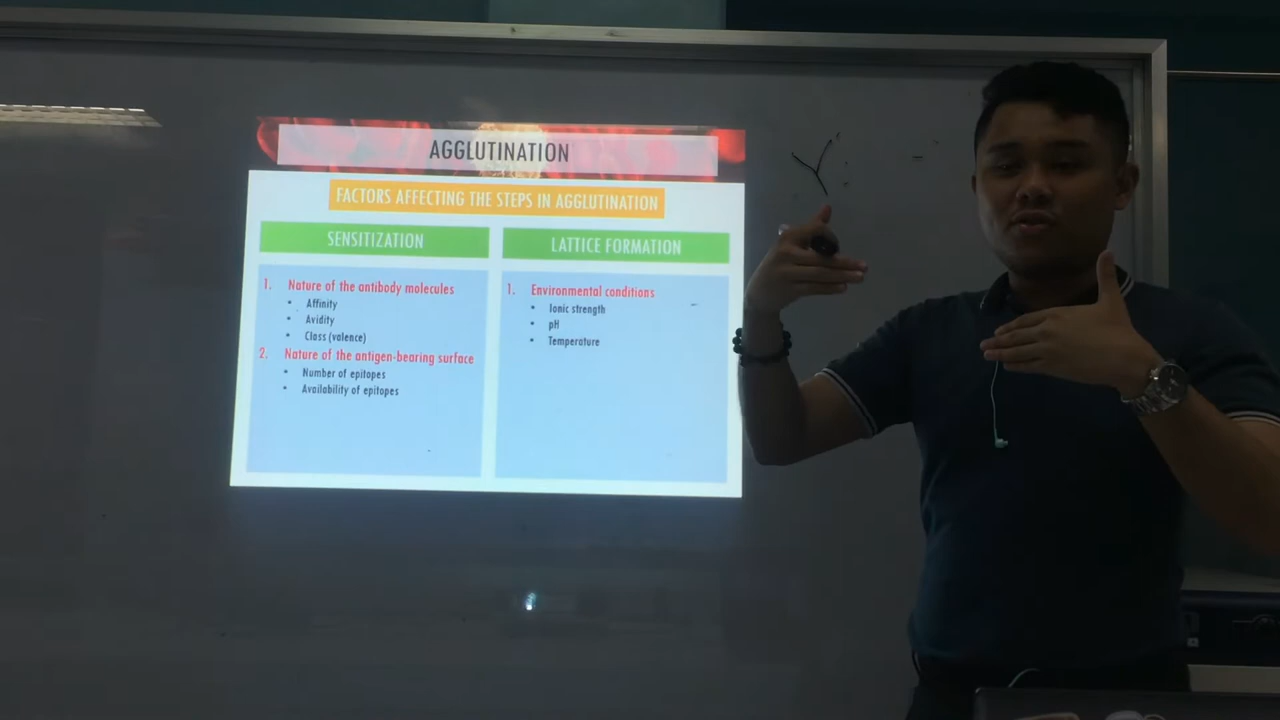 AGGLUTINATION
FACTORS AFFECTING THE STEPS IN AGGLUTINATION
SENSITIZATION
1. Nature of the antibody molecules
• Affinity
• Avidity
• Class (valence)
2. Nature of the antigen-bearing surface
• Number of epitopes
• Availability of epitopes
LATTICE FORMATION
1. Environmental conditions
• Ionic strength
• pH
• Temperature